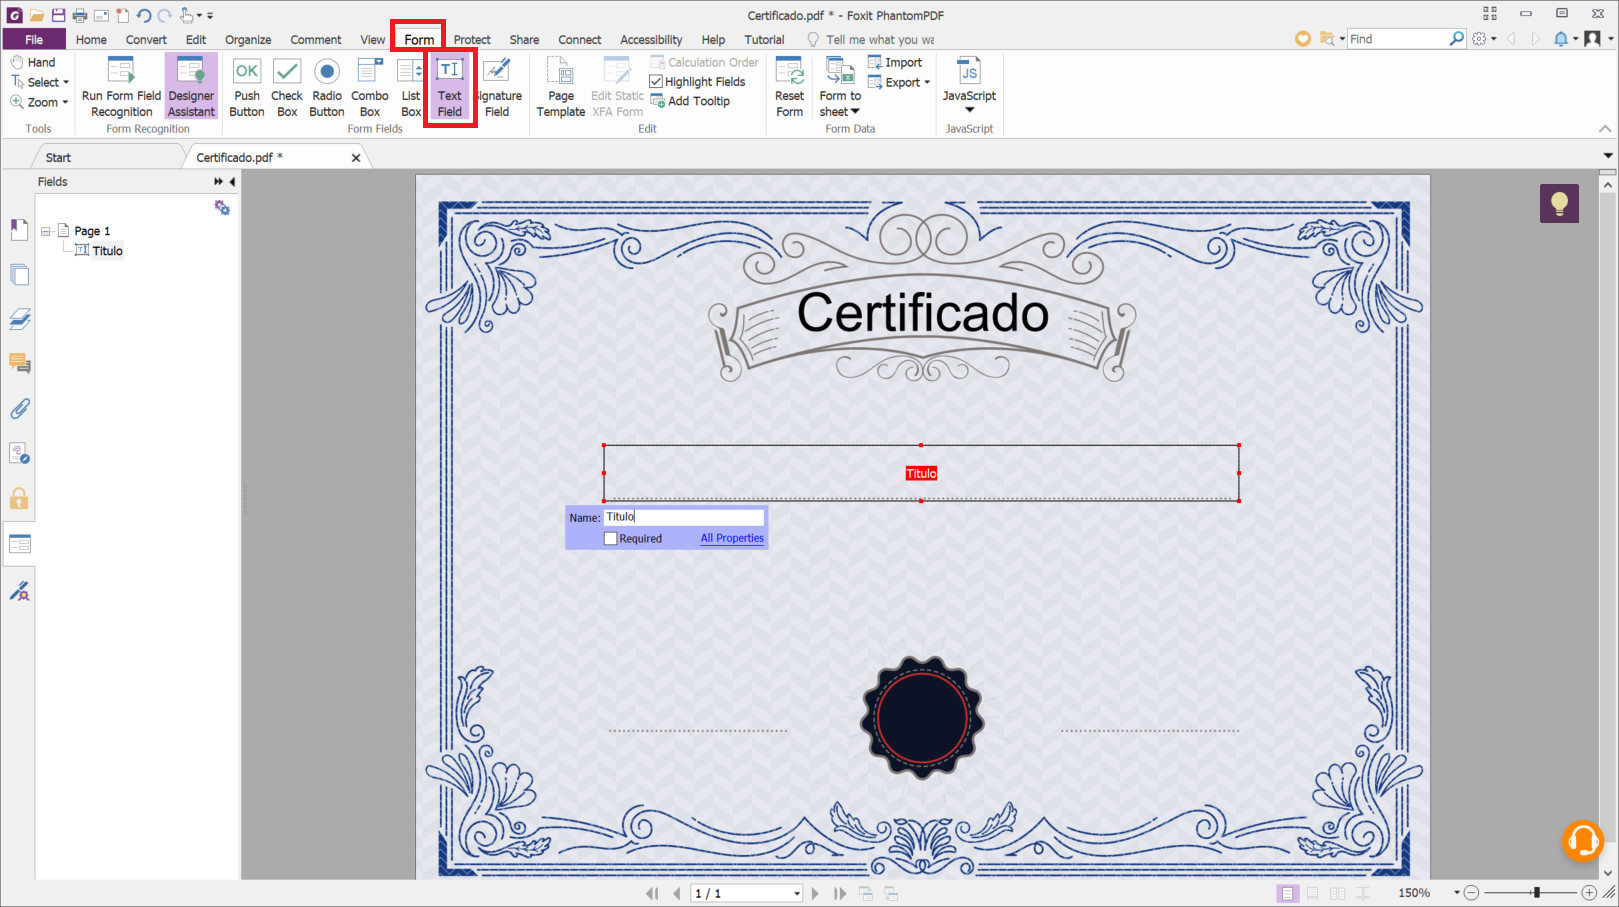 Certificado.pdf * - Foxit PhantomPDF
File Home Convert Edit Organize Comment View Form Protect Share Connect Accessibility Help Tutorial Tell me what you wa Find
Hand
Select
Zoom
Tools
Run Form Field
Recognition
Designer
Assistant
Form Recognition
OK
Push
Button
Check
Box
Radio
Button
Combo
Box
List
Box
Text
Field
Signature
Field
Form Fields
Page
Template
Edit Static
XFA Form
Calculation Order
Highlight Fields
Add Tooltip
Edit
Reset
Form
Form to
sheet
Import
Export
Form Data
JS
JavaScript
JavaScript
Start
Certificado.pdf *
Fields
Page 1
Titulo
Certificado
Titulo
Name: Titulo
Required All Properties
1 / 1
150%